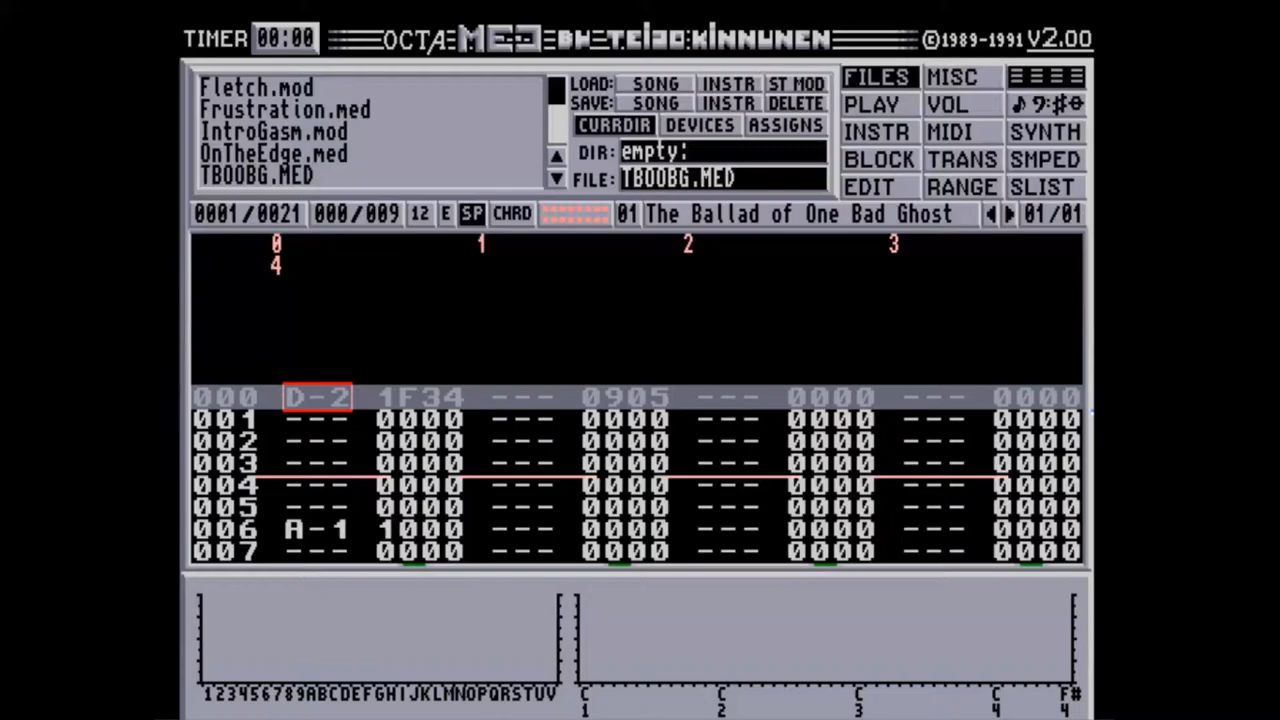 TIMER 00:00 OCTAMED BY TEIJO KINNUNEN ©1989-1991 V2.00
Fletch.mod
Frustration.med
IntroGasm.mod
OnTheEdge.med
TBOOBG.MED
LOAD: SONG INSTR ST MOD
SAVE: SONG INSTR DELETE
CURRDIR DEVICES ASSIGNS
DIR: empty:
FILE: TBOOBG.MED
FILES MISC
PLAY VOL
INSTR MIDI SYNTH
BLOCK TRANS SMPED
EDIT RANGE SLIST
0001/0021 000/009 12 E SP CHRD 01 The Ballad of One Bad Ghost 01/01
0 1 2 3
4
000 D-2 1F34 --- 0905 --- 0000 --- 0000
001 --- 0000 --- 0000 --- 0000 --- 0000
002 --- 0000 --- 0000 --- 0000 --- 0000
003 --- 0000 --- 0000 --- 0000 --- 0000
004 --- 0000 --- 0000 --- 0000 --- 0000
005 --- 0000 --- 0000 --- 0000 --- 0000
006 A-1 1000 --- 0000 --- 0000 --- 0000
007 --- 0000 --- 0000 --- 0000 --- 0000
123456789ABCDEFGHIJKLMNOPQRSTUV
C C C C F#
1 2 3 4 4